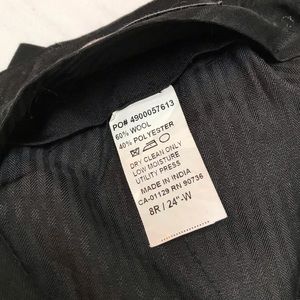 PO# 4900057613
60% WOOL
40% POLYESTER
DRY CLEAN ONLY
LOW MOISTURE
UTILITY PRESS
MADE IN INDIA
CA-01129 RN 90736
8R / 24"-W